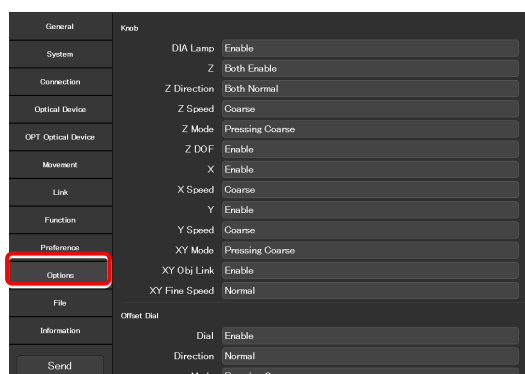 General
System
Connection
Optical Device
OPT Optical Device
Movement
Link
Function
Preference
Options
File
Information
Send
Knob
DIA Lamp Enable
Z Both Enable
Z Direction Both Normal
Z Speed Coarse
Z Mode Pressing Coarse
Z DOF Enable
X Enable
X Speed Coarse
Y Enable
Y Speed Coarse
XY Mode Pressing Coarse
XY Obj Link Enable
XY Fine Speed Normal
Offset Dial
Dial Enable
Direction Normal